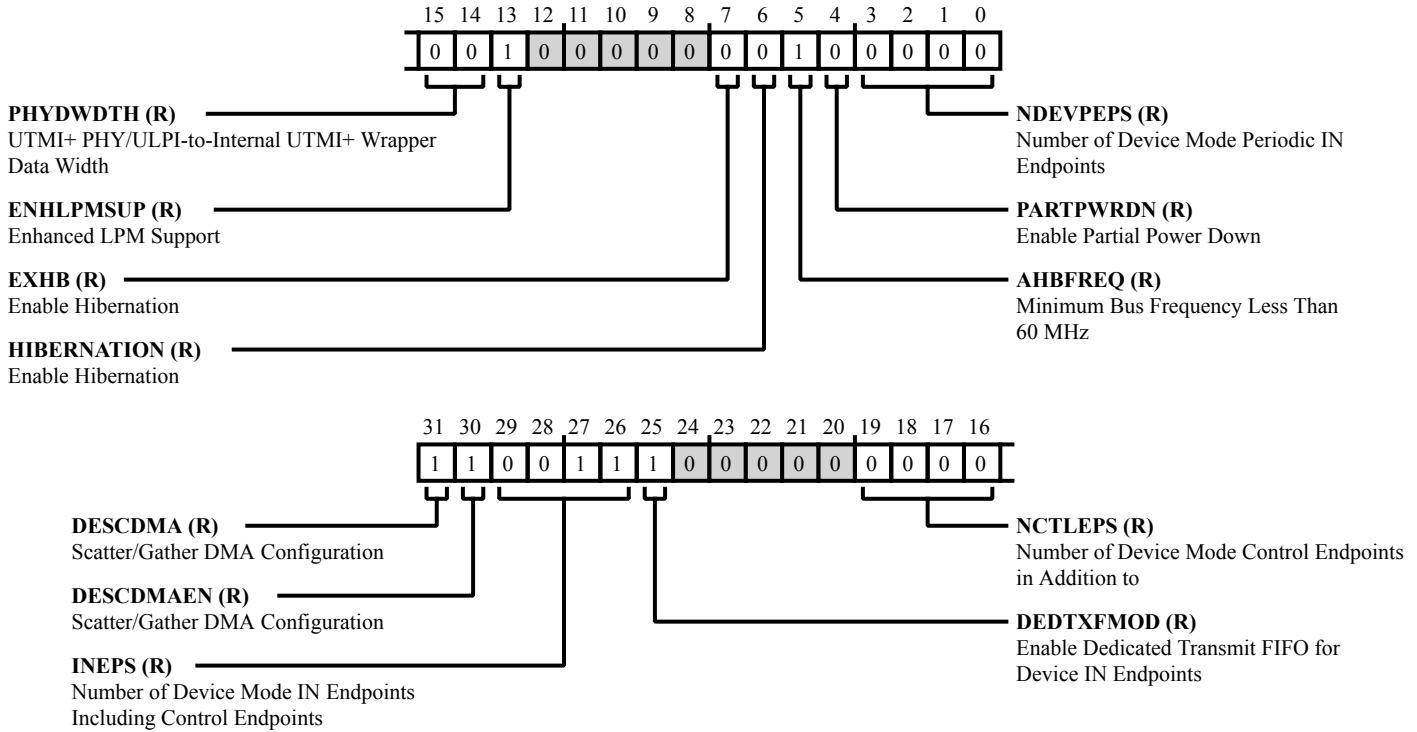 15 14 13 12 11 10 9 8 7 6 5 4 3 2 1 0
0 0 1 0 0 0 0 0 0 0 1 0 0 0 0 0
PHYDWDTH (R)
UTMI+ PHY/ULPI-to-Internal UTMI+ Wrapper
Data Width
ENHLPMSUP (R)
Enhanced LPM Support
EXHB (R)
Enable Hibernation
HIBERNATION (R)
Enable Hibernation
NDEVPEPS (R)
Number of Device Mode Periodic IN
Endpoints
PARTPWRDN (R)
Enable Partial Power Down
AHBFREQ (R)
Minimum Bus Frequency Less Than
60 MHz
31 30 29 28 27 26 25 24 23 22 21 20 19 18 17 16
1 1 0 0 1 1 1 0 0 0 0 0 0 0 0 0
DESCDMA (R)
Scatter/Gather DMA Configuration
DESCDMAEN (R)
Scatter/Gather DMA Configuration
INEPS (R)
Number of Device Mode IN Endpoints
Including Control Endpoints
NCTLEPS (R)
Number of Device Mode Control Endpoints
in Addition to
DEDTXFMOD (R)
Enable Dedicated Transmit FIFO for
Device IN Endpoints